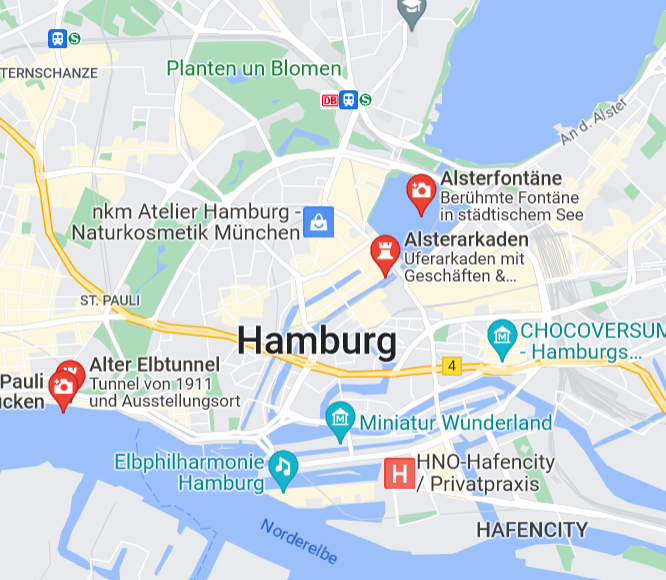 S
TERNSCHANZE
Planten un Blomen
DB S
An d. Alster
Alsterfontäne
Berühmte Fontäne
in städtischem See
nkm Atelier Hamburg -
Naturkosmetik München
Alsterarkaden
Uferarkaden mit
Geschäften &...
ST. PAULI
Hamburg
CHOCOVERSUM
- Hamburgs...
4
Alter Elbtunnel
Tunnel von 1911
und Ausstellungsort
Pauli
ücken
Miniatur Wunderland
Elbphilharmonie
Hamburg
H
HNO-Hafencity
/ Privatpraxis
HAFENCITY
Norderelbe